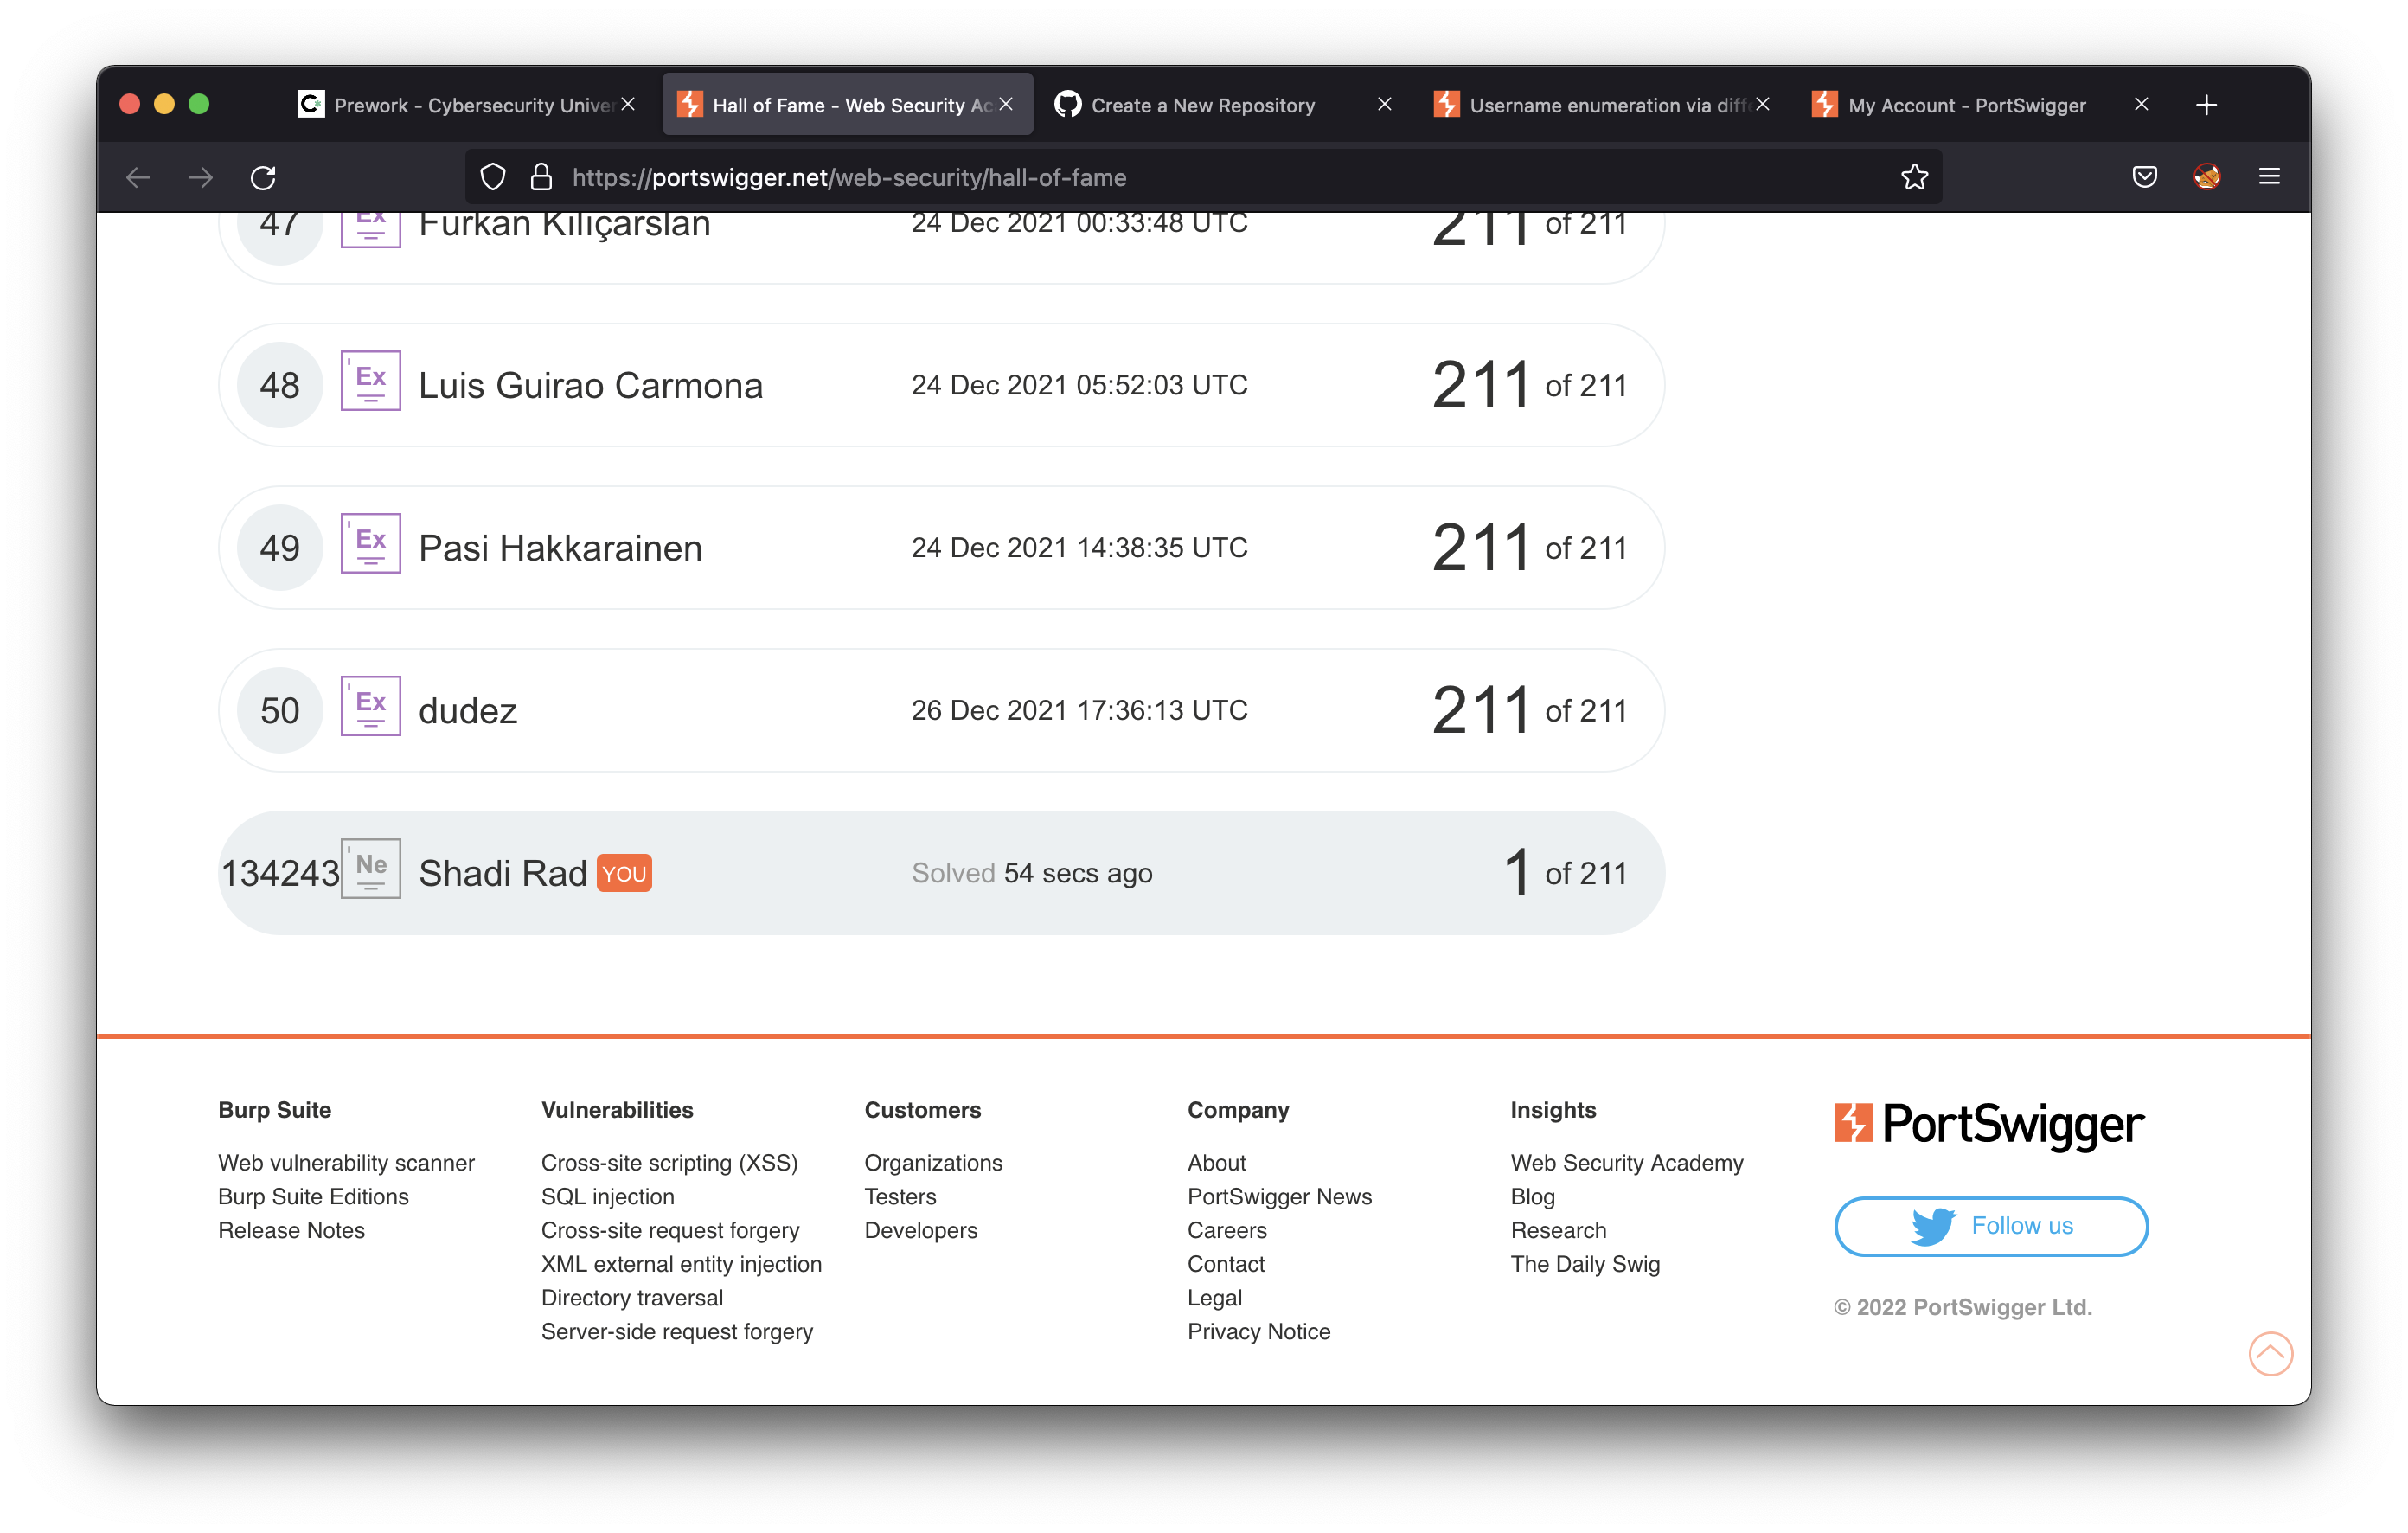 Prework - Cybersecurity Univer
Hall of Fame - Web Security Ac
Create a New Repository
Username enumeration via diffe
My Account - PortSwigger
https://portswigger.net/web-security/hall-of-fame
47 Ex Furkan Kiliçarslan 24 Dec 2021 00:33:48 UTC 211 of 211
48 Ex Luis Guirao Carmona 24 Dec 2021 05:52:03 UTC 211 of 211
49 Ex Pasi Hakkarainen 24 Dec 2021 14:38:35 UTC 211 of 211
50 Ex dudez 26 Dec 2021 17:36:13 UTC 211 of 211
134243 Ne Shadi Rad YOU Solved 54 secs ago 1 of 211
Burp Suite
Web vulnerability scanner
Burp Suite Editions
Release Notes
Vulnerabilities
Cross-site scripting (XSS)
SQL injection
Cross-site request forgery
XML external entity injection
Directory traversal
Server-side request forgery
Customers
Organizations
Testers
Developers
Company
About
PortSwigger News
Careers
Contact
Legal
Privacy Notice
Insights
Web Security Academy
Blog
Research
The Daily Swig
PortSwigger
Follow us
© 2022 PortSwigger Ltd.